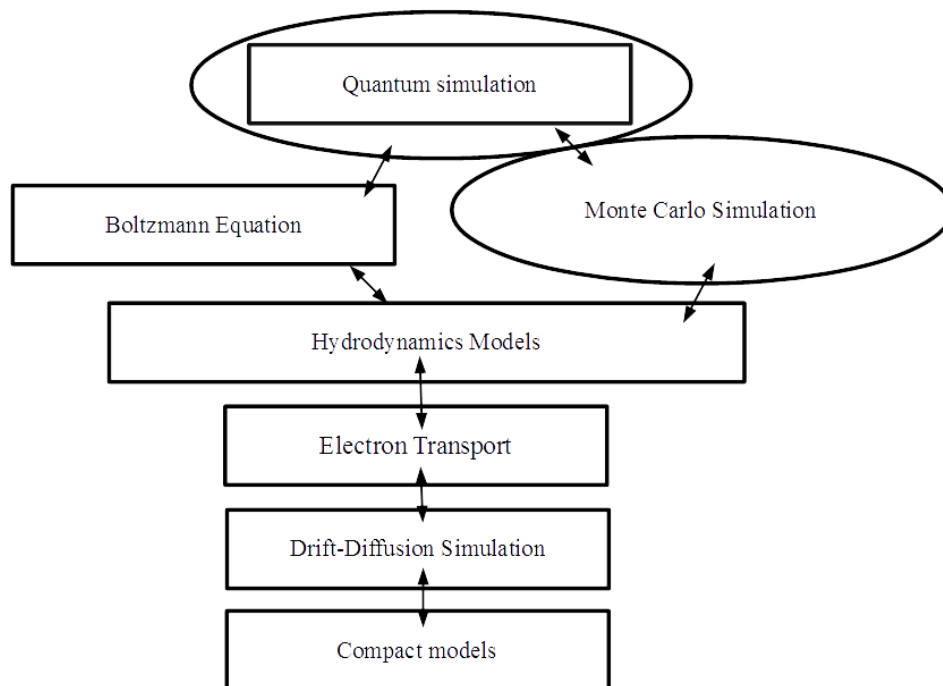 Quantum simulation
Boltzmann Equation
Monte Carlo Simulation
Hydrodynamics Models
Electron Transport
Drift-Diffusion Simulation
Compact models